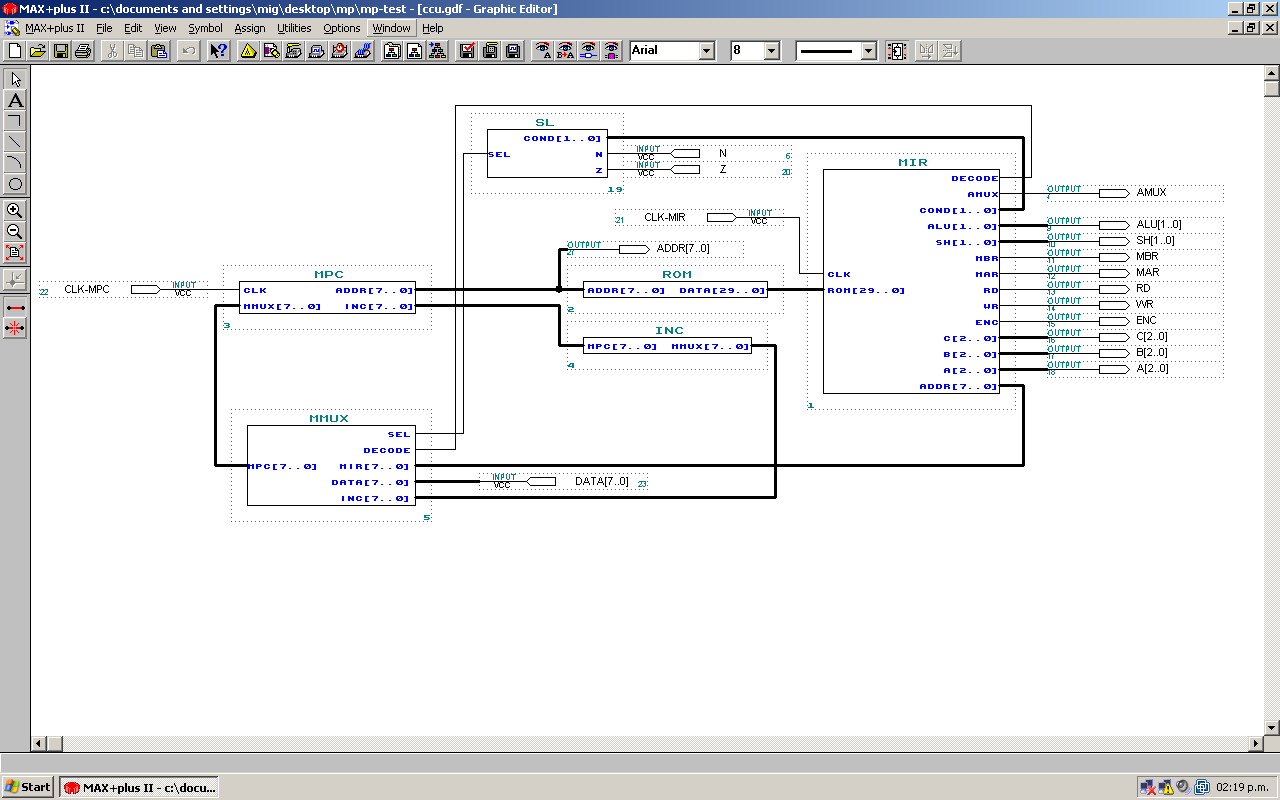 MAX+plus II - c:\documents and settings\mig\desktop\mp\mp-test - [ccu.gdf - Graphic Editor]
MAX+plus II File Edit View Symbol Assign Utilities Options Window Help
Arial 8
SL
COND[1..0]
SEL N
Z
19
INPUT
VCC
N
6
INPUT
VCC
Z
20
21
CLK-MIR
INPUT
VCC
OUTPUT
ADDR[7..0]
22
CLK-MPC
INPUT
VCC
MPC
CLK ADDR[7..0]
MMUX[7..0] INC[7..0]
3
ROM
ADDR[7..0] DATA[29..0]
2
INC
MPC[7..0] MMUX[7..0]
4
MIR
DECODE
AMUX
COND[1..0]
ALU[1..0]
SH[1..0]
MBR
CLK MAR
ROM[29..0] RD
WR
ENC
C[2..0]
B[2..0]
A[2..0]
ADDR[7..0]
1
OUTPUT
AMUX
OUTPUT
ALU[1..0]
OUTPUT
10
SH[1..0]
OUTPUT
11
MBR
OUTPUT
12
MAR
OUTPUT
13
RD
OUTPUT
14
WR
OUTPUT
15
ENC
OUTPUT
16
C[2..0]
OUTPUT
17
B[2..0]
OUTPUT
18
A[2..0]
MMUX
SEL
DECODE
MPC[7..0] MIR[7..0]
DATA[7..0]
INC[7..0]
5
INPUT
VCC
DATA[7..0]
23
Start MAX+plus II - c:\docu... 02:19 p.m.